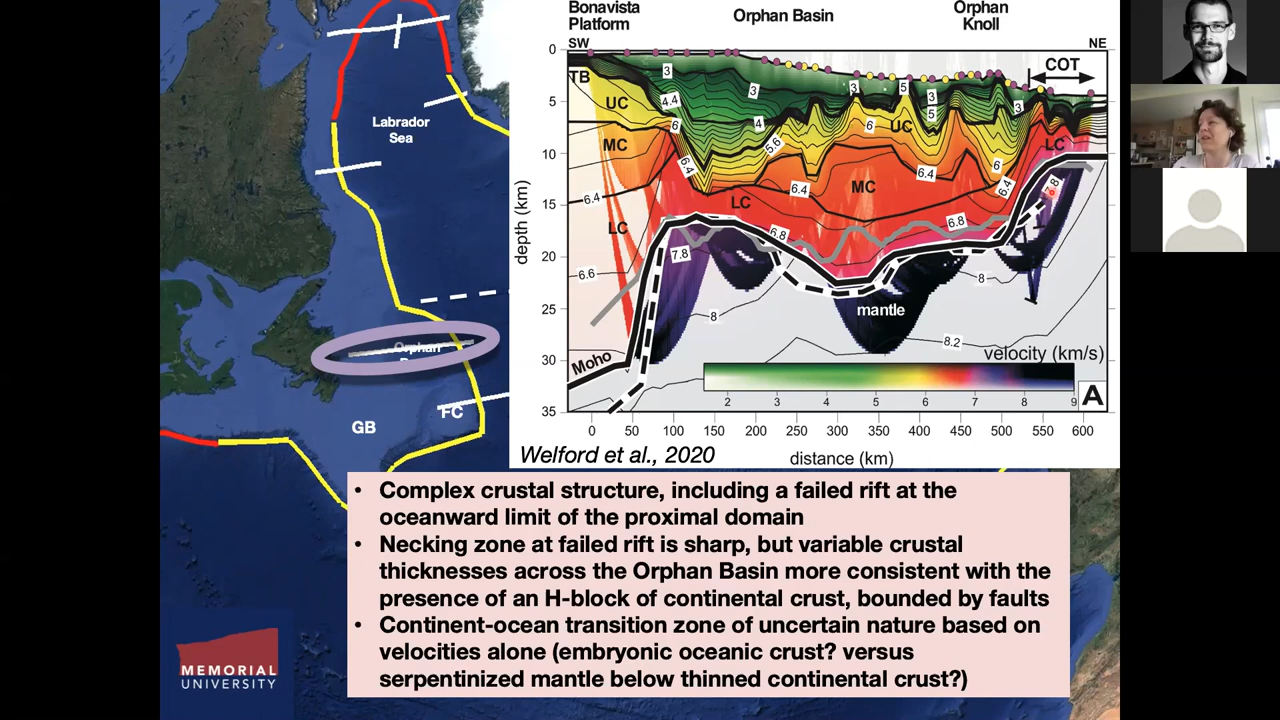 Labrador
Sea
Orphan
GB
FC
MEMORIAL
UNIVERSITY
Bonavista
Platform
Orphan Basin
Orphan
Knoll
SW
NE
COT
TB
UC
MC
LC
UC
MC
LC
LC
3
4.4
6
6.4
3
4
5.6
3
6
5
3
5
3
6
6.4
6.4
6.4
6.4
6.6
6.8
6.8
7.8
7.8
8
8
8.2
mantle
Moho
velocity (km/s)
2 3 4 5 6 7 8 9
A
depth (km)
0
5
10
15
20
25
30
35
0 50 100 150 200 250 300 350 400 450 500 550 600
distance (km)
Welford et al., 2020
• Complex crustal structure, including a failed rift at the
oceanward limit of the proximal domain
• Necking zone at failed rift is sharp, but variable crustal
thicknesses across the Orphan Basin more consistent with the
presence of an H-block of continental crust, bounded by faults
• Continent-ocean transition zone of uncertain nature based on
velocities alone (embryonic oceanic crust? versus
serpentinized mantle below thinned continental crust?)